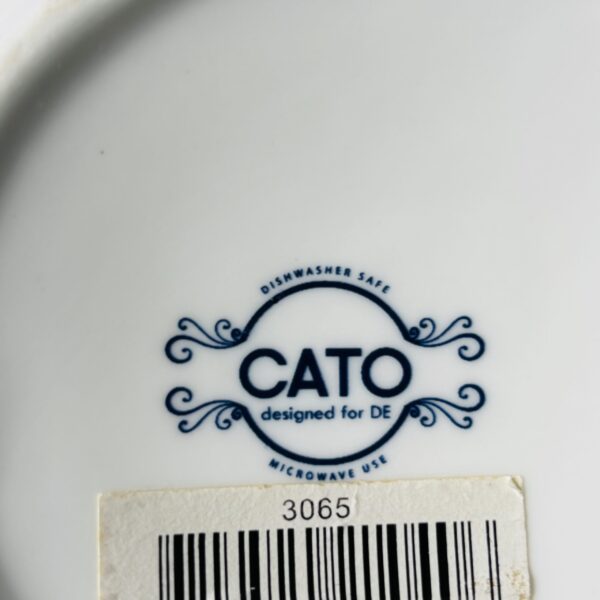 DISHWASHER SAFE
CATO
designed for DE
MICROWAVE USE
3065